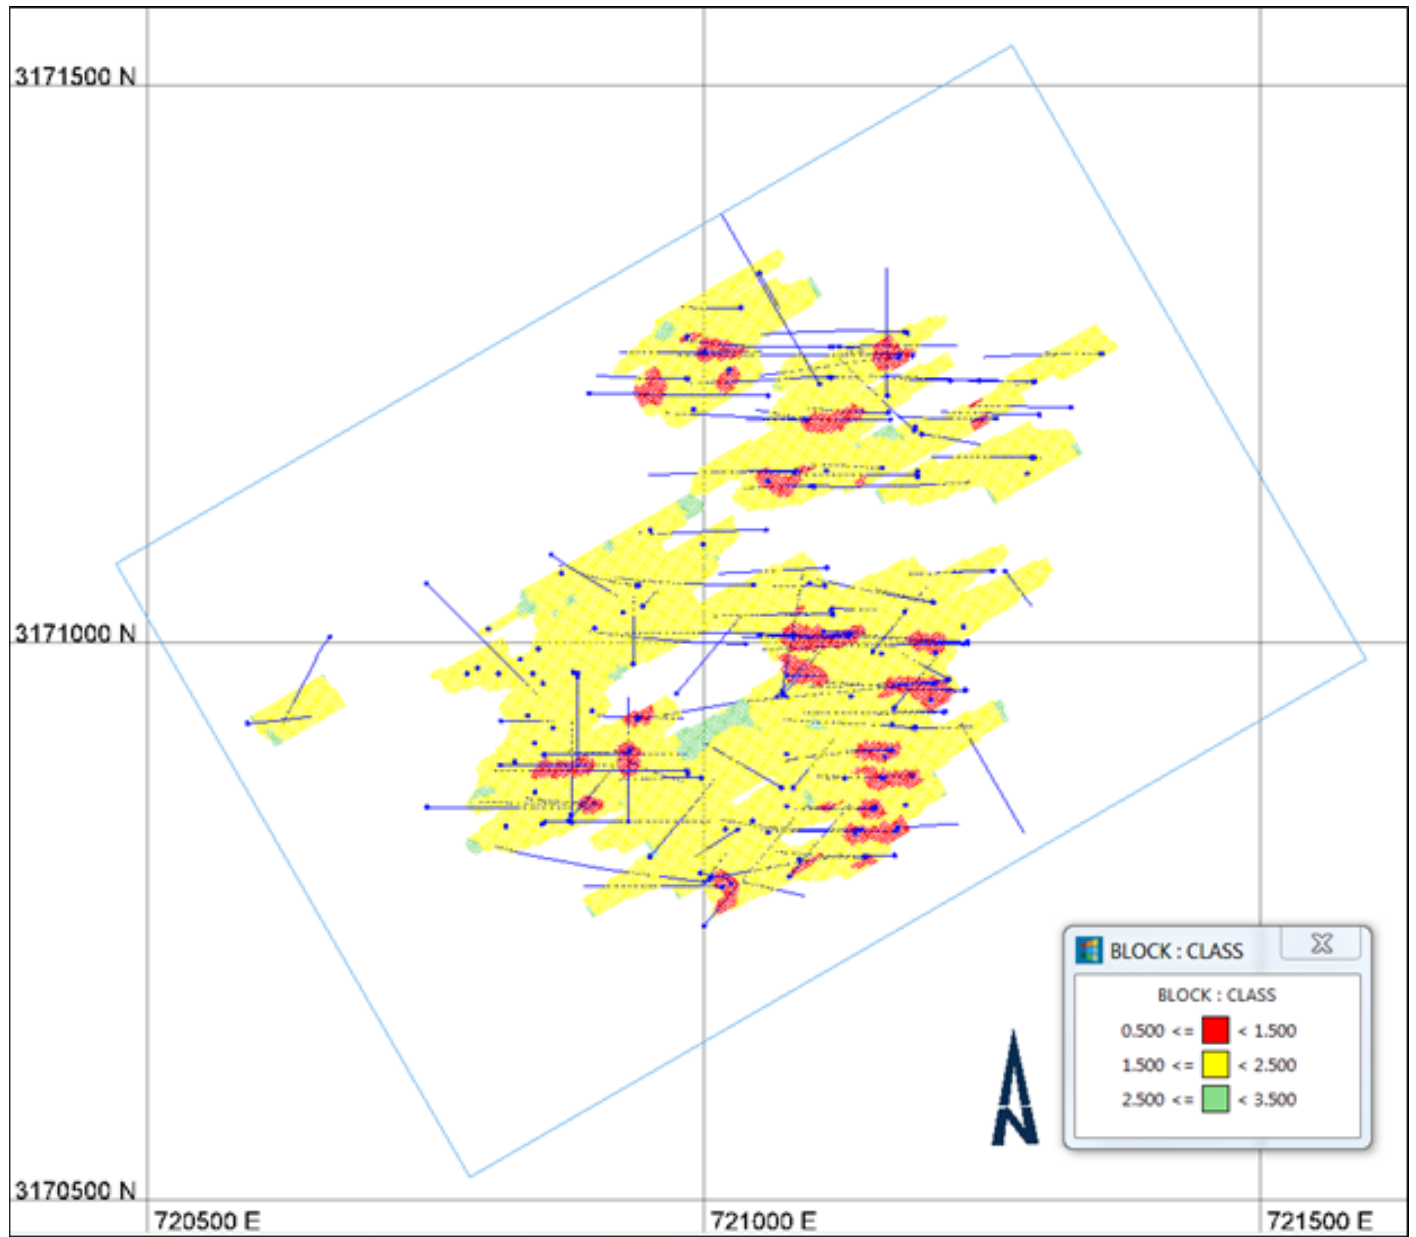 3171500 N
3171000 N
BLOCK : CLASS
BLOCK : CLASS
0.500 <= < 1.500
1.500 <= < 2.500
2.500 <= < 3.500
N
3170500 N
720500 E
721000 E
721500 E